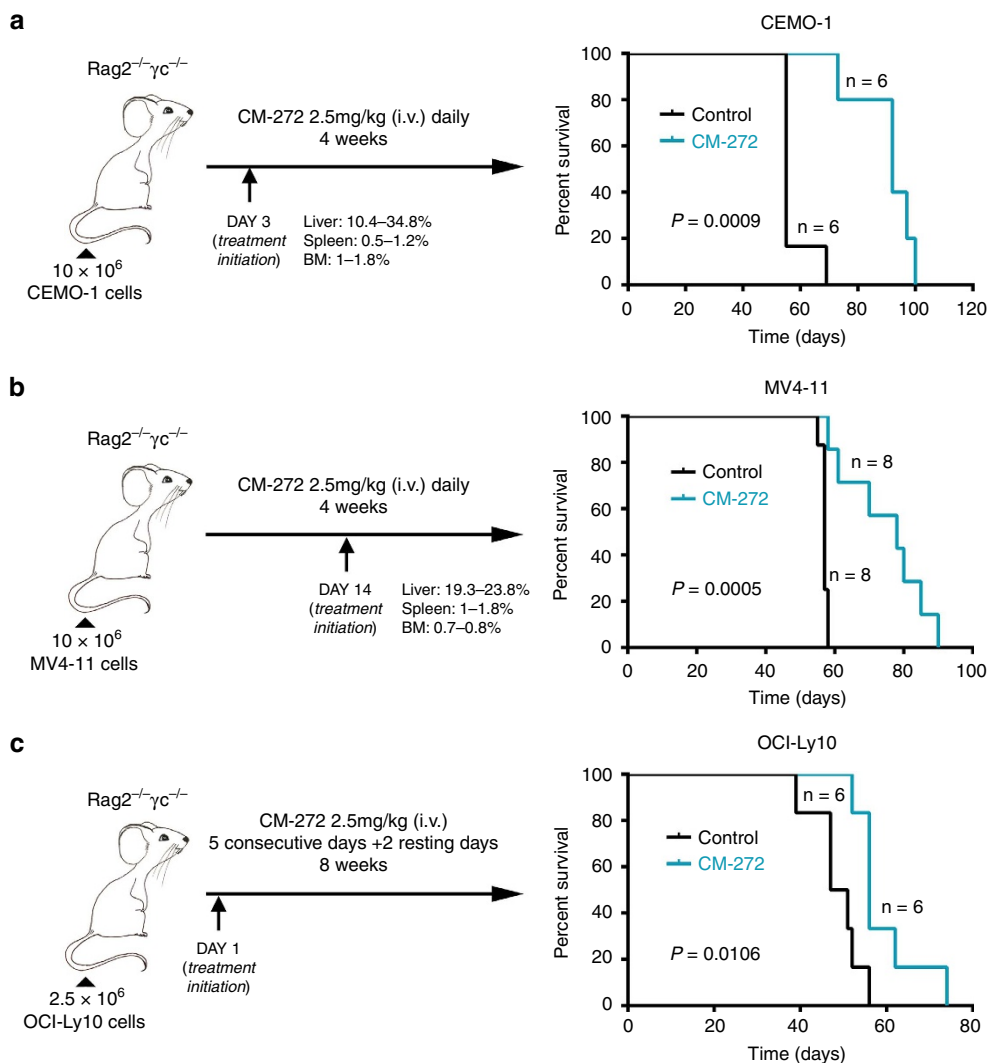 a
Rag2⁻/⁻γc⁻/⁻
CM-272 2.5mg/kg (i.v.) daily
4 weeks
DAY 3
(treatment
initiation)
Liver: 10.4–34.8%
Spleen: 0.5–1.2%
BM: 1–1.8%
10 × 10⁶
CEMO-1 cells
CEMO-1
Percent survival
100
80
60
40
20
0
n = 6
Control
CM-272
P = 0.0009
n = 6
0 20 40 60 80 100 120
Time (days)
b
Rag2⁻/⁻γc⁻/⁻
CM-272 2.5mg/kg (i.v.) daily
4 weeks
DAY 14
(treatment
initiation)
Liver: 19.3–23.8%
Spleen: 1–1.8%
BM: 0.7–0.8%
10 × 10⁶
MV4-11 cells
MV4-11
Percent survival
100
80
60
40
20
0
Control
CM-272
n = 8
P = 0.0005
n = 8
0 20 40 60 80 100
Time (days)
c
Rag2⁻/⁻γc⁻/⁻
CM-272 2.5mg/kg (i.v.)
5 consecutive days +2 resting days
8 weeks
DAY 1
(treatment
initiation)
2.5 × 10⁶
OCI-Ly10 cells
OCI-Ly10
Percent survival
100
80
60
40
20
0
n = 6
Control
CM-272
n = 6
P = 0.0106
0 20 40 60 80
Time (days)